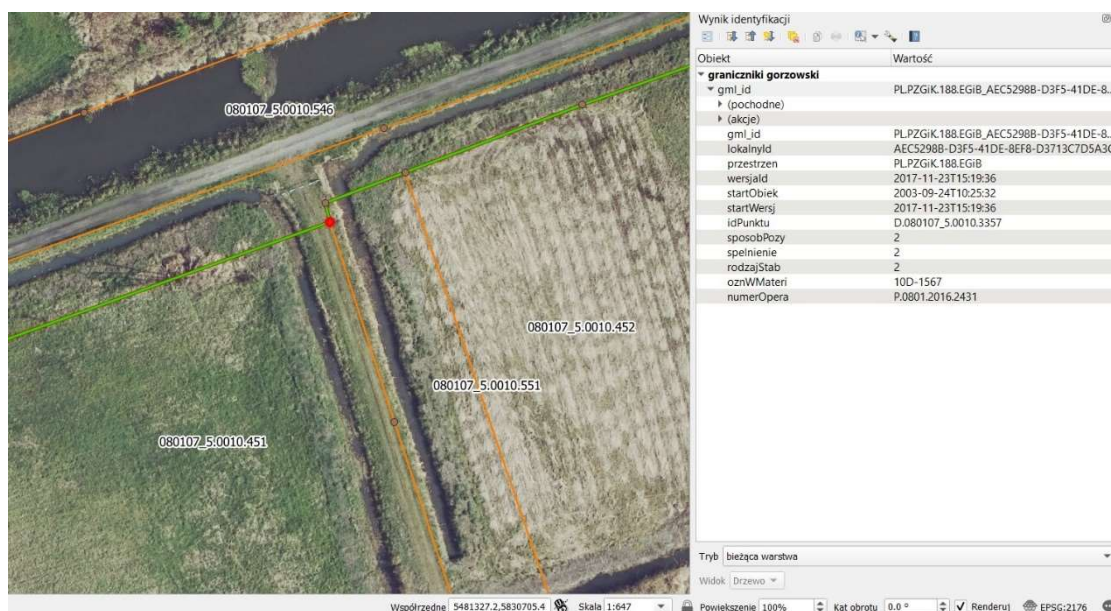 080107_5.0010.546
080107_5.0010.452
080107_5.0010.551
080107_5.0010.451
Wynik identyfikacji
Obiekt Wartość
graniczniki gorzowski
gml_id PL.PZGiK.188.EGiB_AEC5298B-D3F5-41DE-8...
(pochodne)
(akcje)
gml_id PL.PZGiK.188.EGiB_AEC5298B-D3F5-41DE-8...
lokalnyId AEC5298B-D3F5-41DE-8EF8-D3713C7D5A3C
przestrzen PL.PZGiK.188.EGiB
wersjaId 2017-11-23T15:19:36
startObiek 2003-09-24T10:25:32
startWersj 2017-11-23T15:19:36
idPunktu D.080107_5.0010.3357
sposobPozy 2
spelnienie 2
rodzajStab 2
oznWMateri 10D-1567
numerOpera P.0801.2016.2431
Tryb bieżąca warstwa
Widok Drzewo
Współrzędne 5481327.2,5830705.4 Skala 1:647 Powiększenie 100% Kąt obrotu 0.0 ° Renderuj EPSG:2176